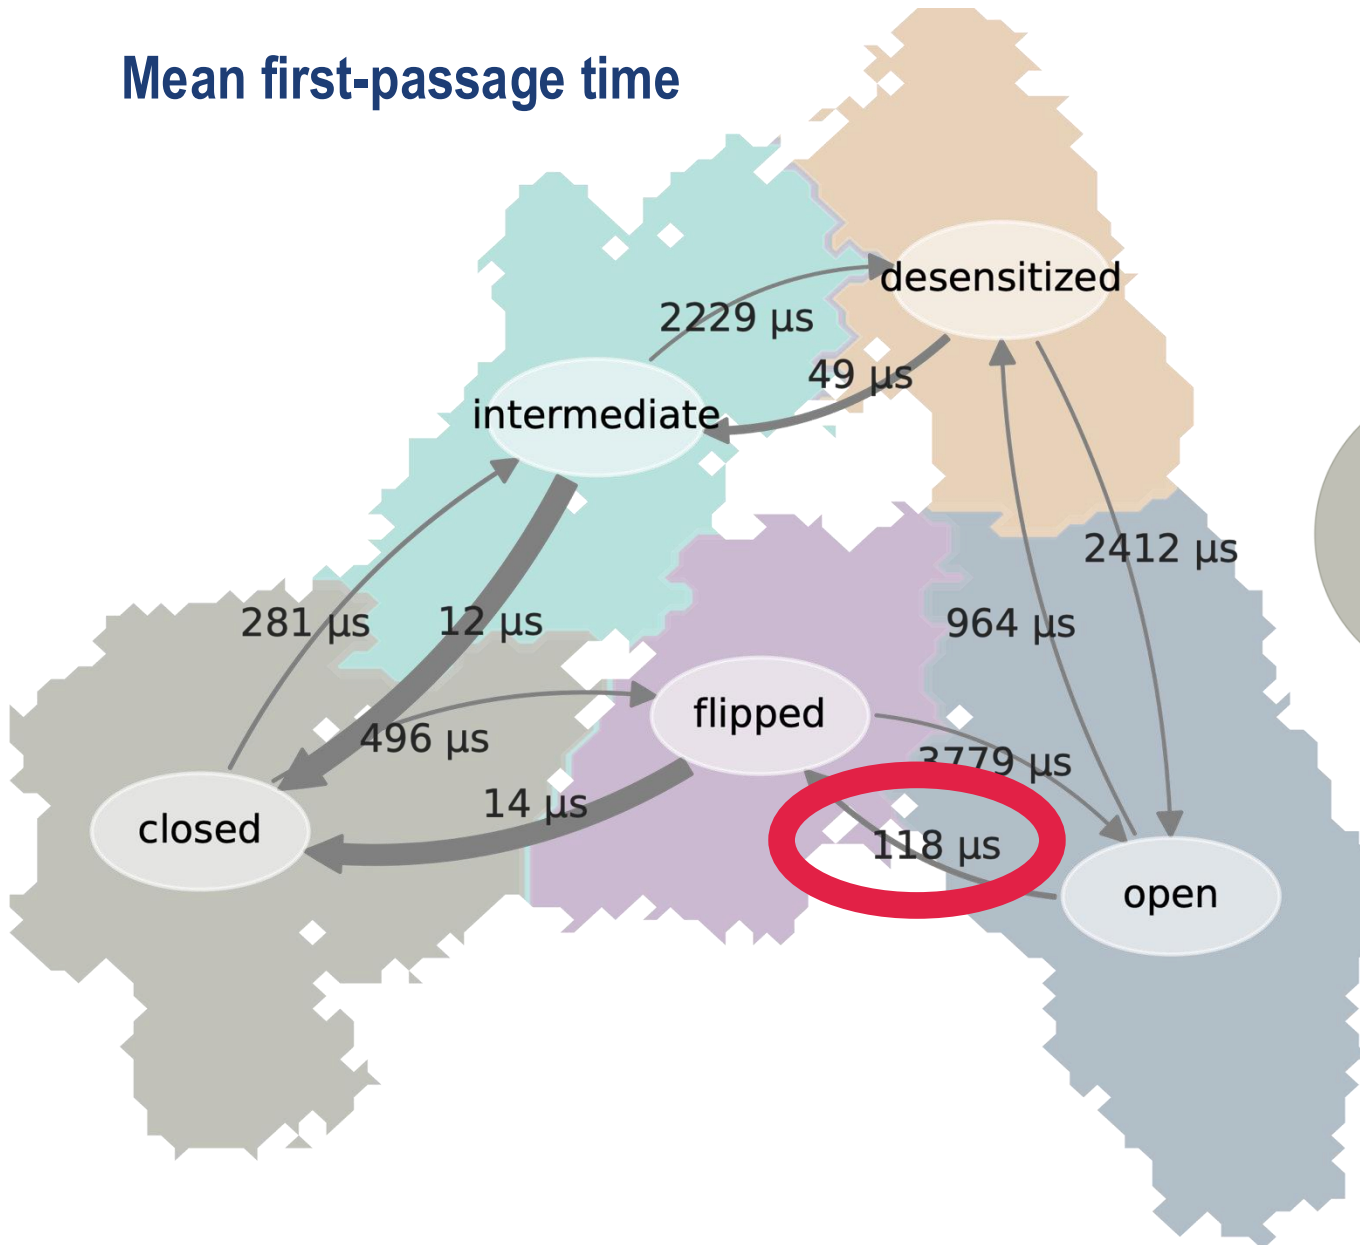 Mean first-passage time
desensitized
2229 µs
49 µs
intermediate
2412 µs
281 µs
12 µs
964 µs
flipped
496 µs
3779 µs
14 µs
closed
118 µs
open